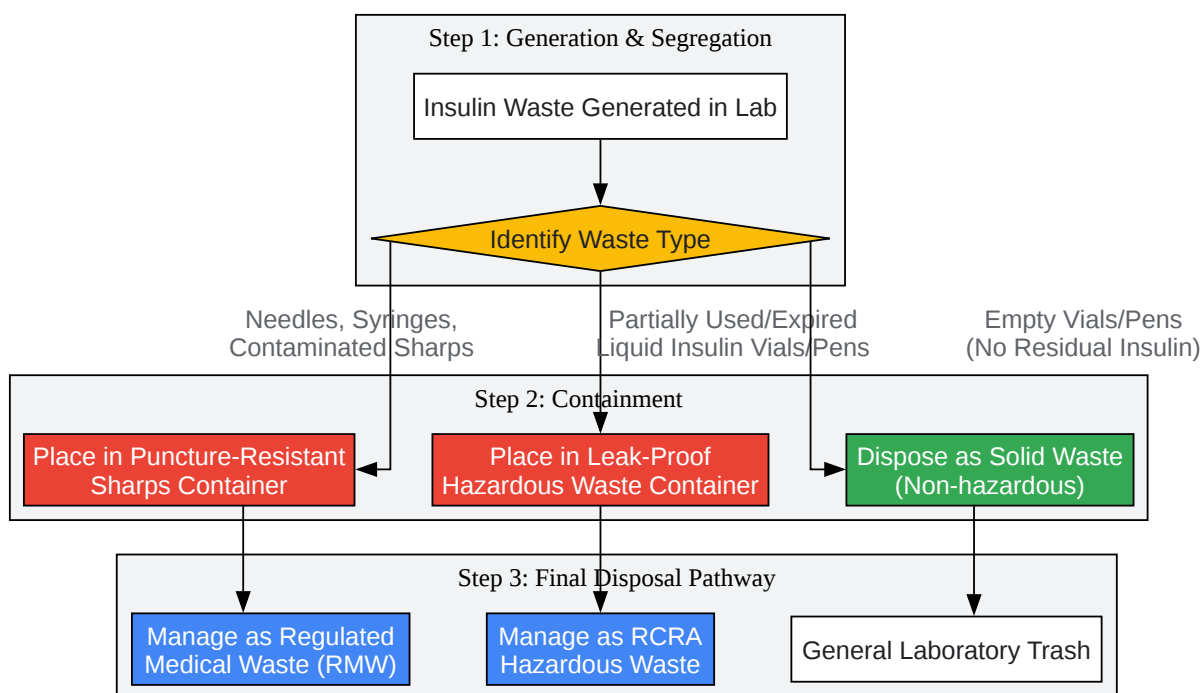 Step 1: Generation & Segregation
Insulin Waste Generated in Lab
Identify Waste Type
Needles, Syringes,
Contaminated Sharps
Partially Used/Expired
Liquid Insulin Vials/Pens
Empty Vials/Pens
(No Residual Insulin)
Step 2: Containment
Place in Puncture-Resistant
Sharps Container
Place in Leak-Proof
Hazardous Waste Container
Dispose as Solid Waste
(Non-hazardous)
Step 3: Final Disposal Pathway
Manage as Regulated
Medical Waste (RMW)
Manage as RCRA
Hazardous Waste
General Laboratory Trash